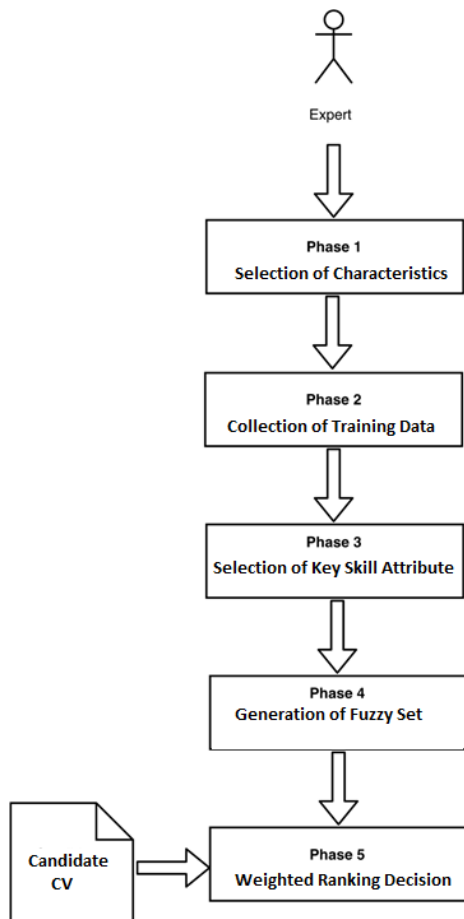 Expert
Phase 1
Selection of Characteristics
Phase 2
Collection of Training Data
Phase 3
Selection of Key Skill Attribute
Phase 4
Generation of Fuzzy Set
Candidate
CV
Phase 5
Weighted Ranking Decision